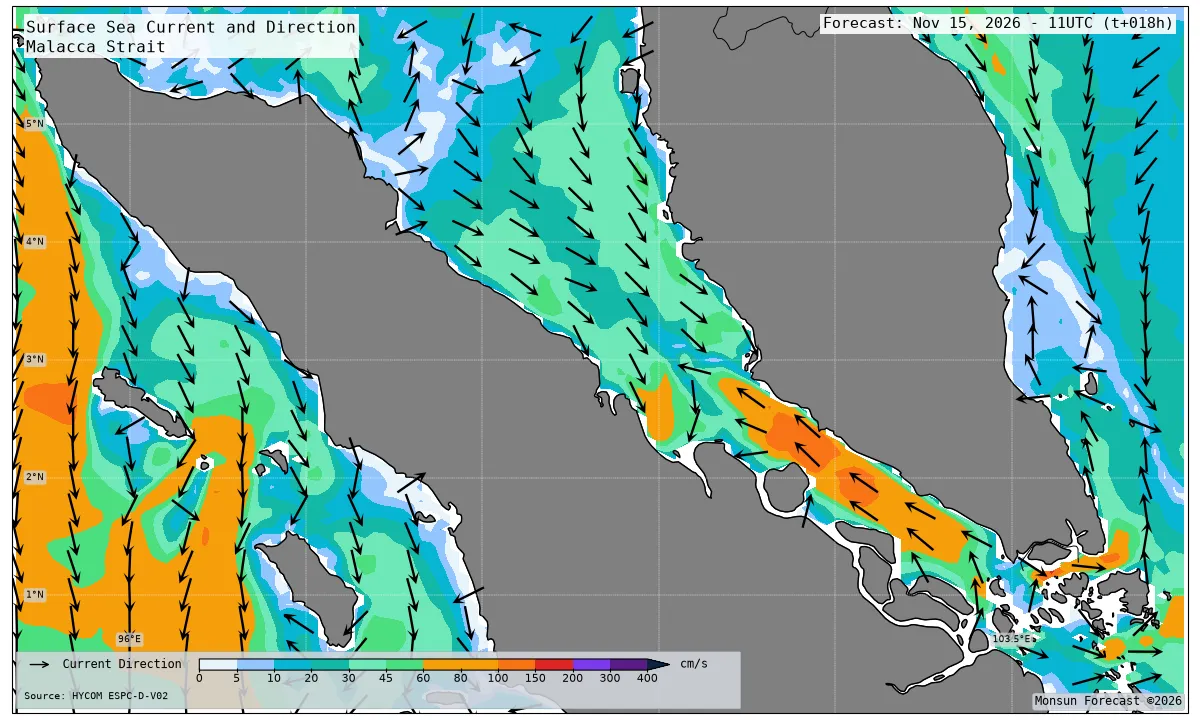 Surface Sea Current and Direction
Malacca Strait
Forecast: Nov 15, 2026 - 11UTC (t+018h)
5°N
4°N
3°N
2°N
1°N
96°E
103.5°E
Current Direction
0 5 10 20 30 45 60 80 100 150 200 300 400
cm/s
Source: HYCOM ESPC-D-V02
Monsun Forecast ©2026